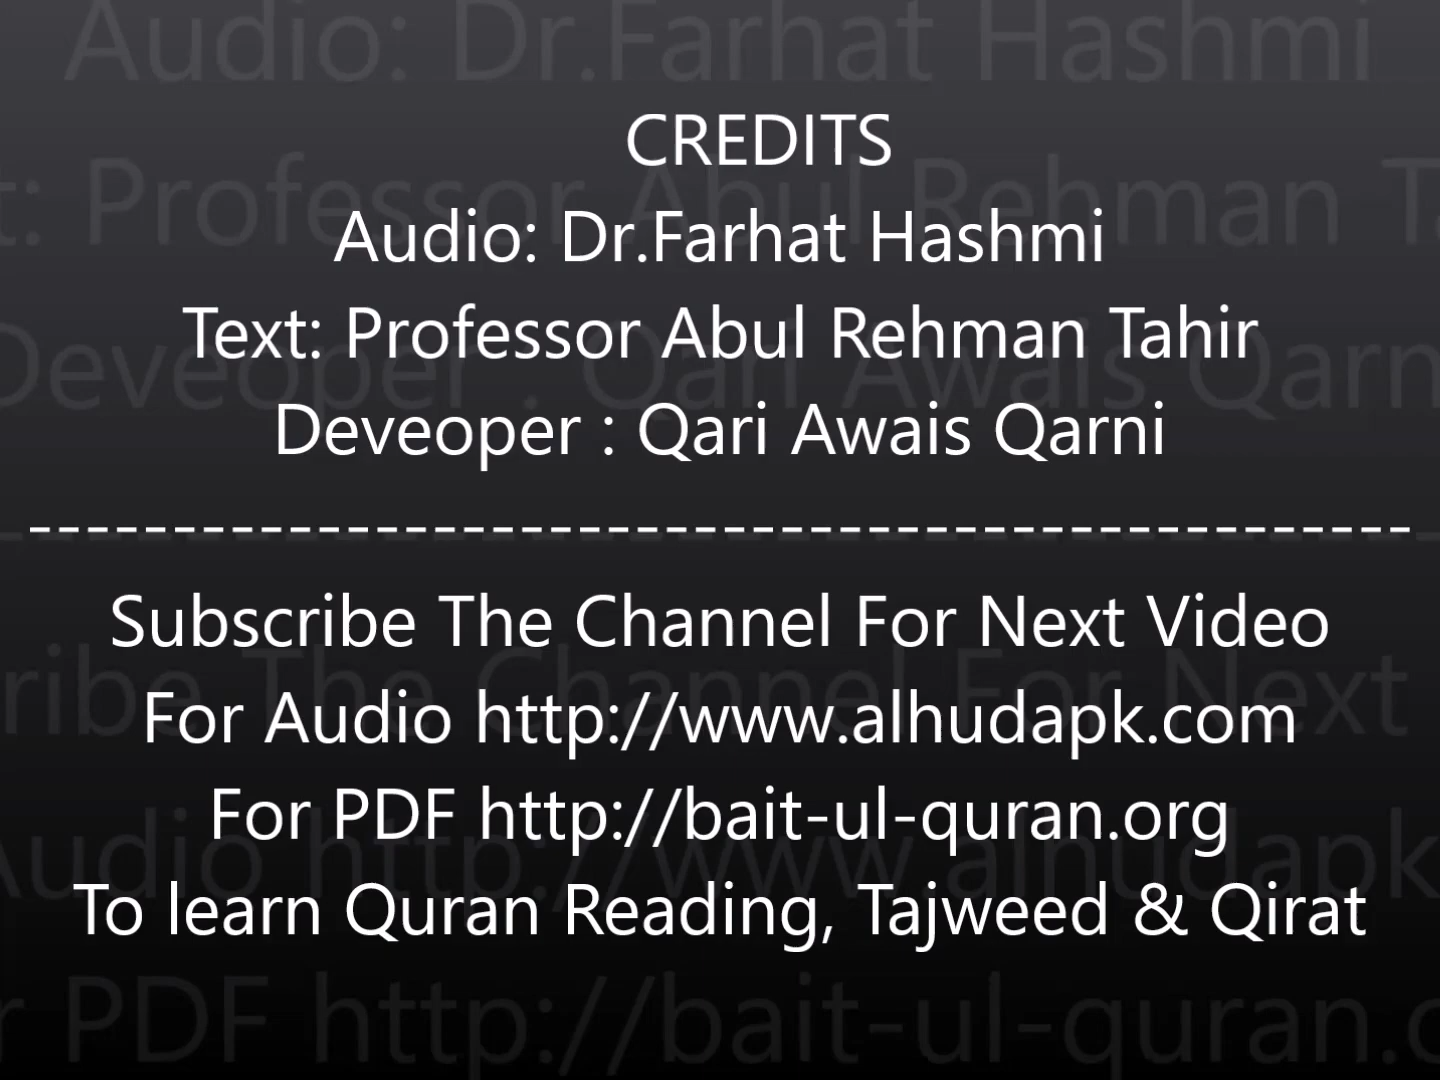 CREDITS
Audio: Dr.Farhat Hashmi
Text: Professor Abul Rehman Tahir
Deveoper : Qari Awais Qarni
------------------------------------------------
Subscribe The Channel For Next Video
For Audio http://www.alhudapk.com
For PDF http://bait-ul-quran.org
To learn Quran Reading, Tajweed & Qirat